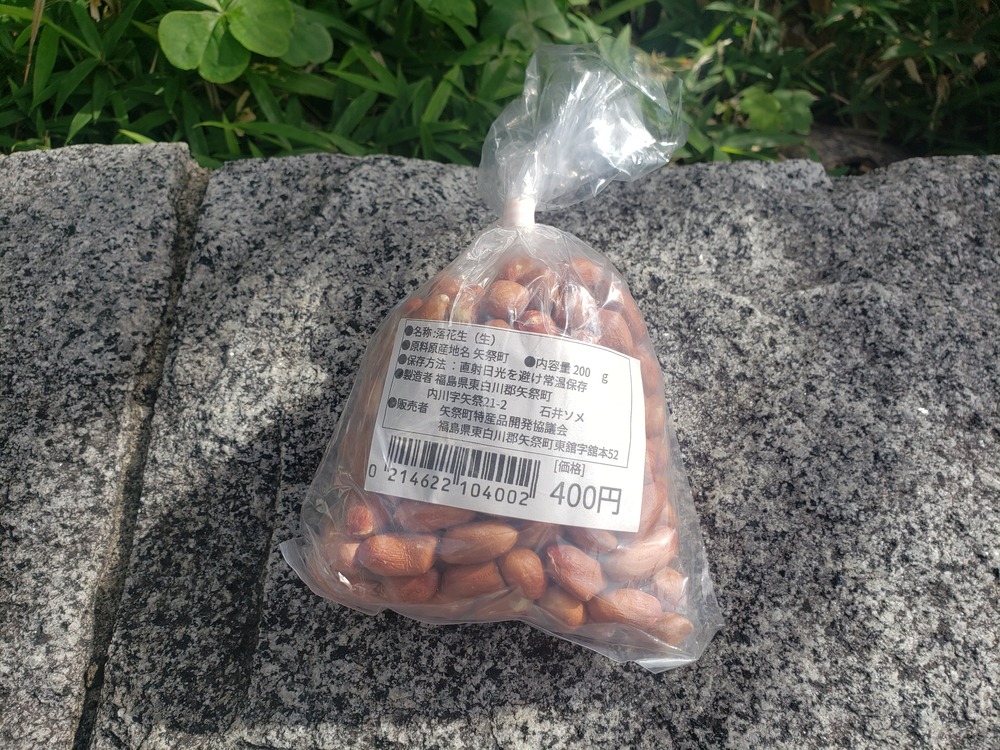 ●名称:落花生（生）
●原料原産地名 矢祭町　●内容量 200 g
●保存方法：直射日光を避け常温保存
●製造者 福島県東白川郡矢祭町
内川字矢祭21-2　石井ソメ
●販売者　矢祭町特産品開発協議会
福島県東白川郡矢祭町東舘字舘本52
[価格]
0 214622 104002 400円